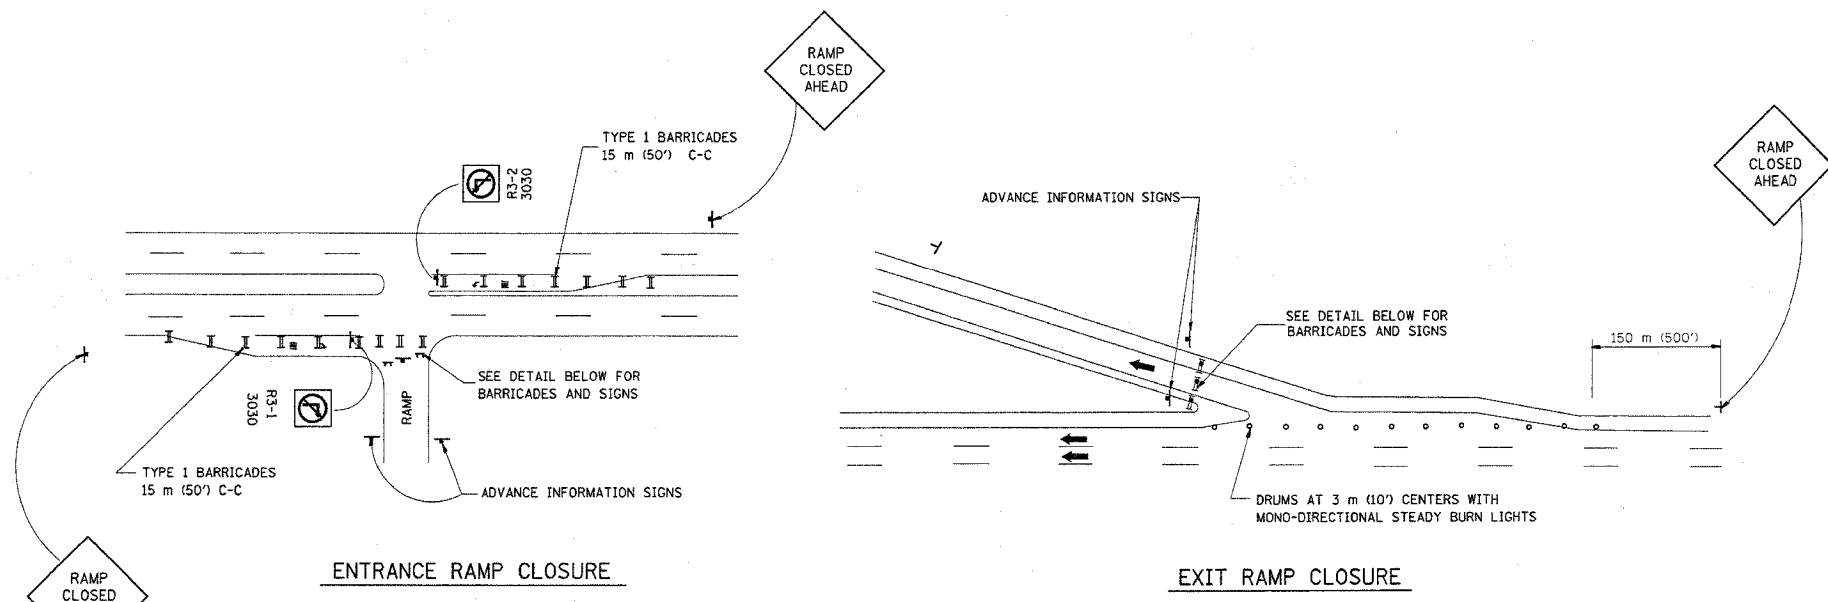 RAMP
CLOSED
AHEAD
TYPE 1 BARRICADES
15 m (50') C-C
R3-2
3030
SEE DETAIL BELOW FOR
BARRICADES AND SIGNS
RAMP
R3-1
3030
TYPE 1 BARRICADES
15 m (50') C-C
ADVANCE INFORMATION SIGNS
RAMP
CLOSED
ENTRANCE RAMP CLOSURE
RAMP
CLOSED
AHEAD
ADVANCE INFORMATION SIGNS
SEE DETAIL BELOW FOR
BARRICADES AND SIGNS
150 m (500')
DRUMS AT 3 m (10') CENTERS WITH
MONO-DIRECTIONAL STEADY BURN LIGHTS
EXIT RAMP CLOSURE